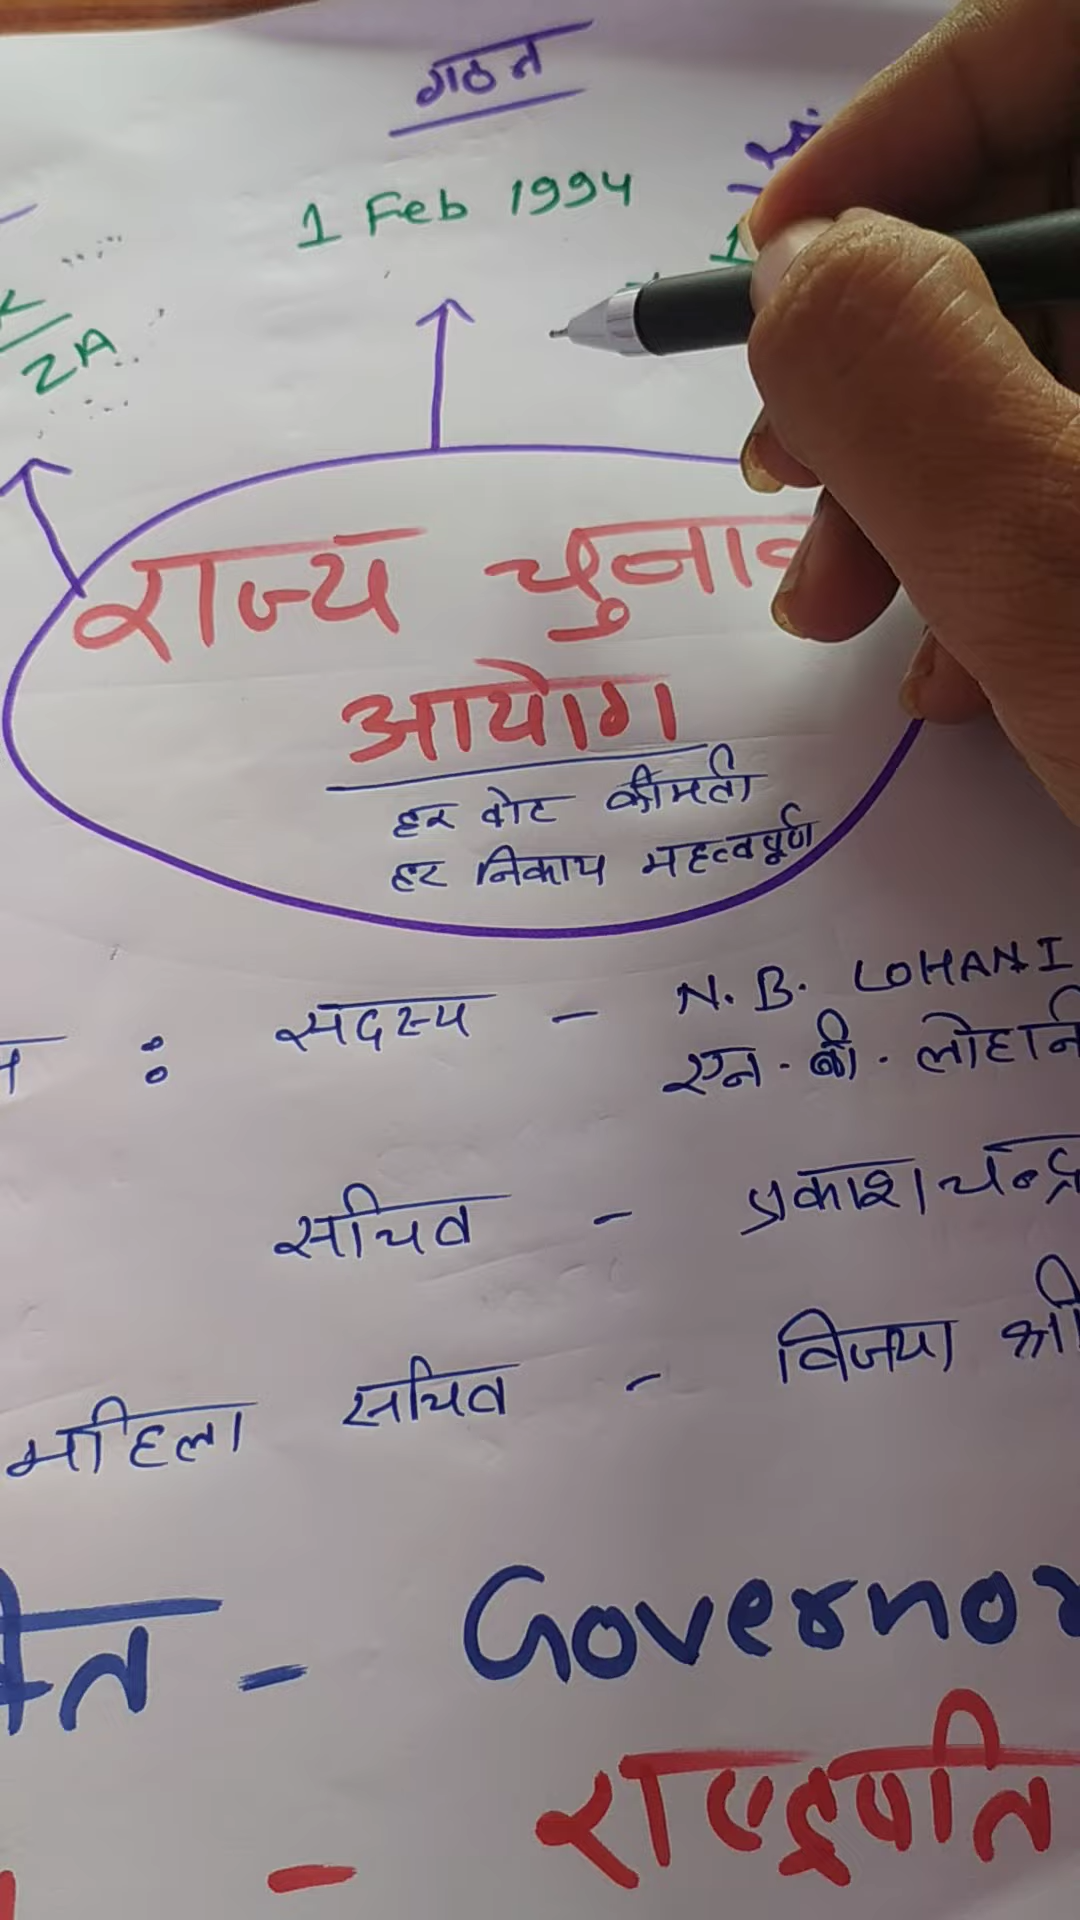 गठन
1 Feb 1994
ZA
राज्य चुनाव
आयोग
हर वोट कीमती
हर निकाय महत्वपूर्ण
: सदस्य - N. B. LOHANI
एन. बी. लोहानी
सचिव - प्रकाश चन्द्र
महिला सचिव - विजया श्री
- Governor
- राष्ट्रपति